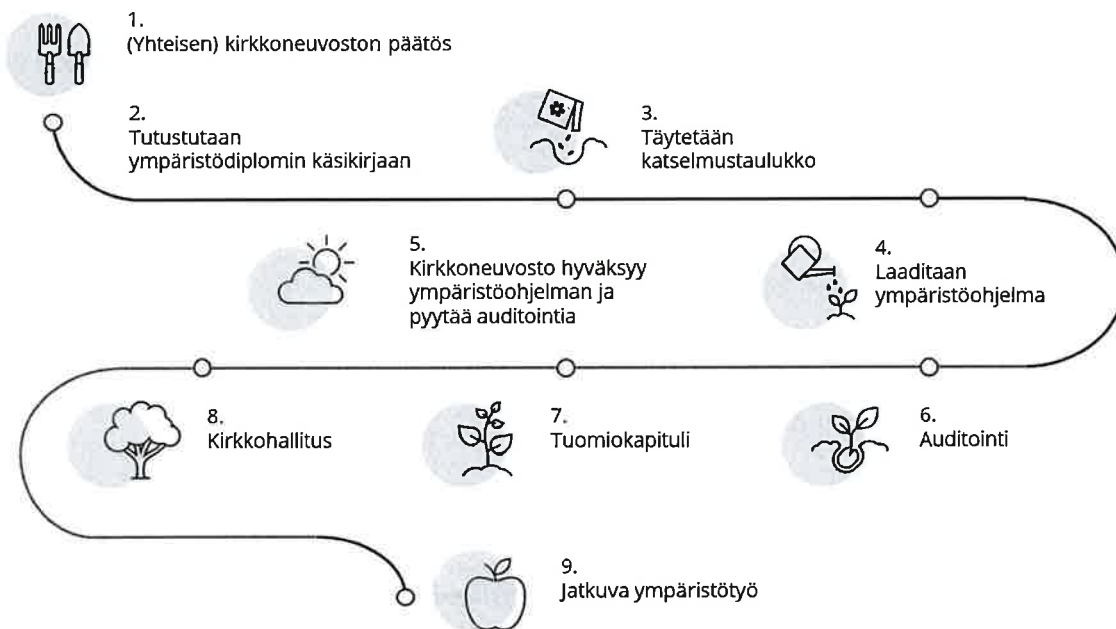 1.
(Yhteisen) kirkkoneuvoston päätös
2.
Tutustutaan
ympäristödiplomin käsikirjaan
3.
Täytetään
katselmustaulukko
4.
Laaditaan
ympäristöohjelma
5.
Kirkkoneuvosto hyväksyy
ympäristöohjelman ja
pyytää auditointia
6.
Auditointi
7.
Tuomiokapituli
8.
Kirkkohallitus
9.
Jatkuva ympäristötyö